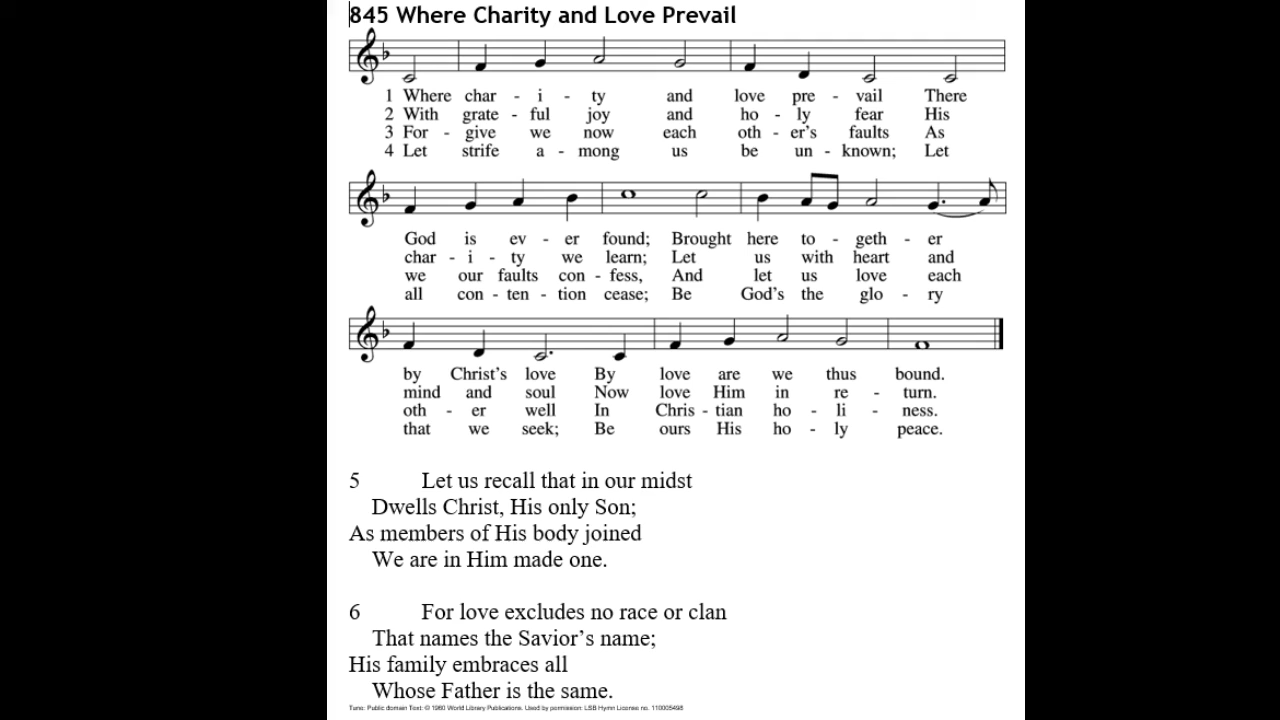 845 Where Charity and Love Prevail
1 Where char - i - ty and love pre - vail There
2 With grate - ful joy and ho - ly fear His
3 For - give we now each oth - er's faults As
4 Let strife a - mong us be un - known; Let
God is ev - er found; Brought here to - geth - er
char - i - ty we learn; Let us with heart and
we our faults con - fess, And let us love each
all con - ten - tion cease; Be God's the glo - ry
by Christ's love By love are we thus bound.
mind and soul Now love Him in re - turn.
oth - er well In Chris - tian ho - li - ness.
that we seek; Be ours His ho - ly peace.
5 Let us recall that in our midst
Dwells Christ, His only Son;
As members of His body joined
We are in Him made one.
6 For love excludes no race or clan
That names the Savior's name;
His family embraces all
Whose Father is the same.
Tune: Public domain Text: © 1960 World Library Publications. Used by permission: LSB Hymn License no. 110005498